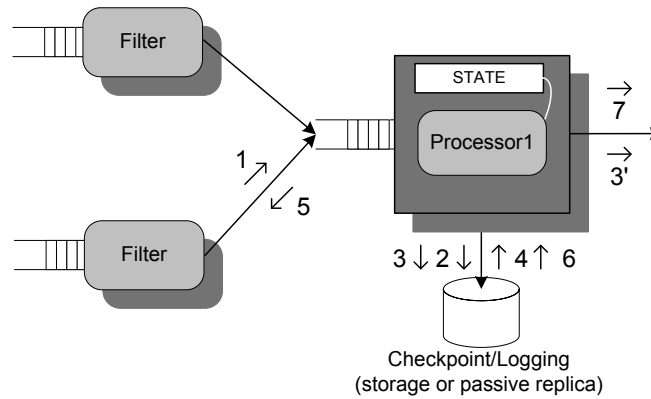 Filter
STATE
7
Processor1
1
3'
5
Filter
3 2 4 6
Checkpoint/Logging
(storage or passive replica)